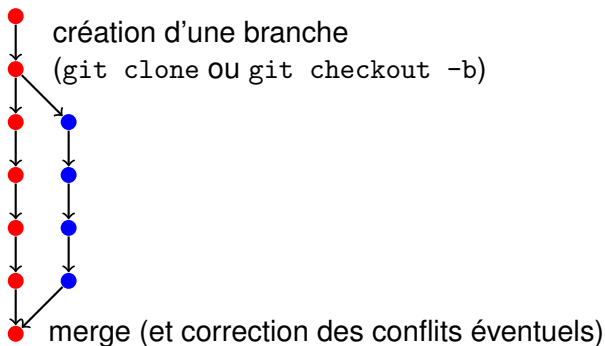 création d'une branche
(git clone ou git checkout -b)
merge (et correction des conflits éventuels)